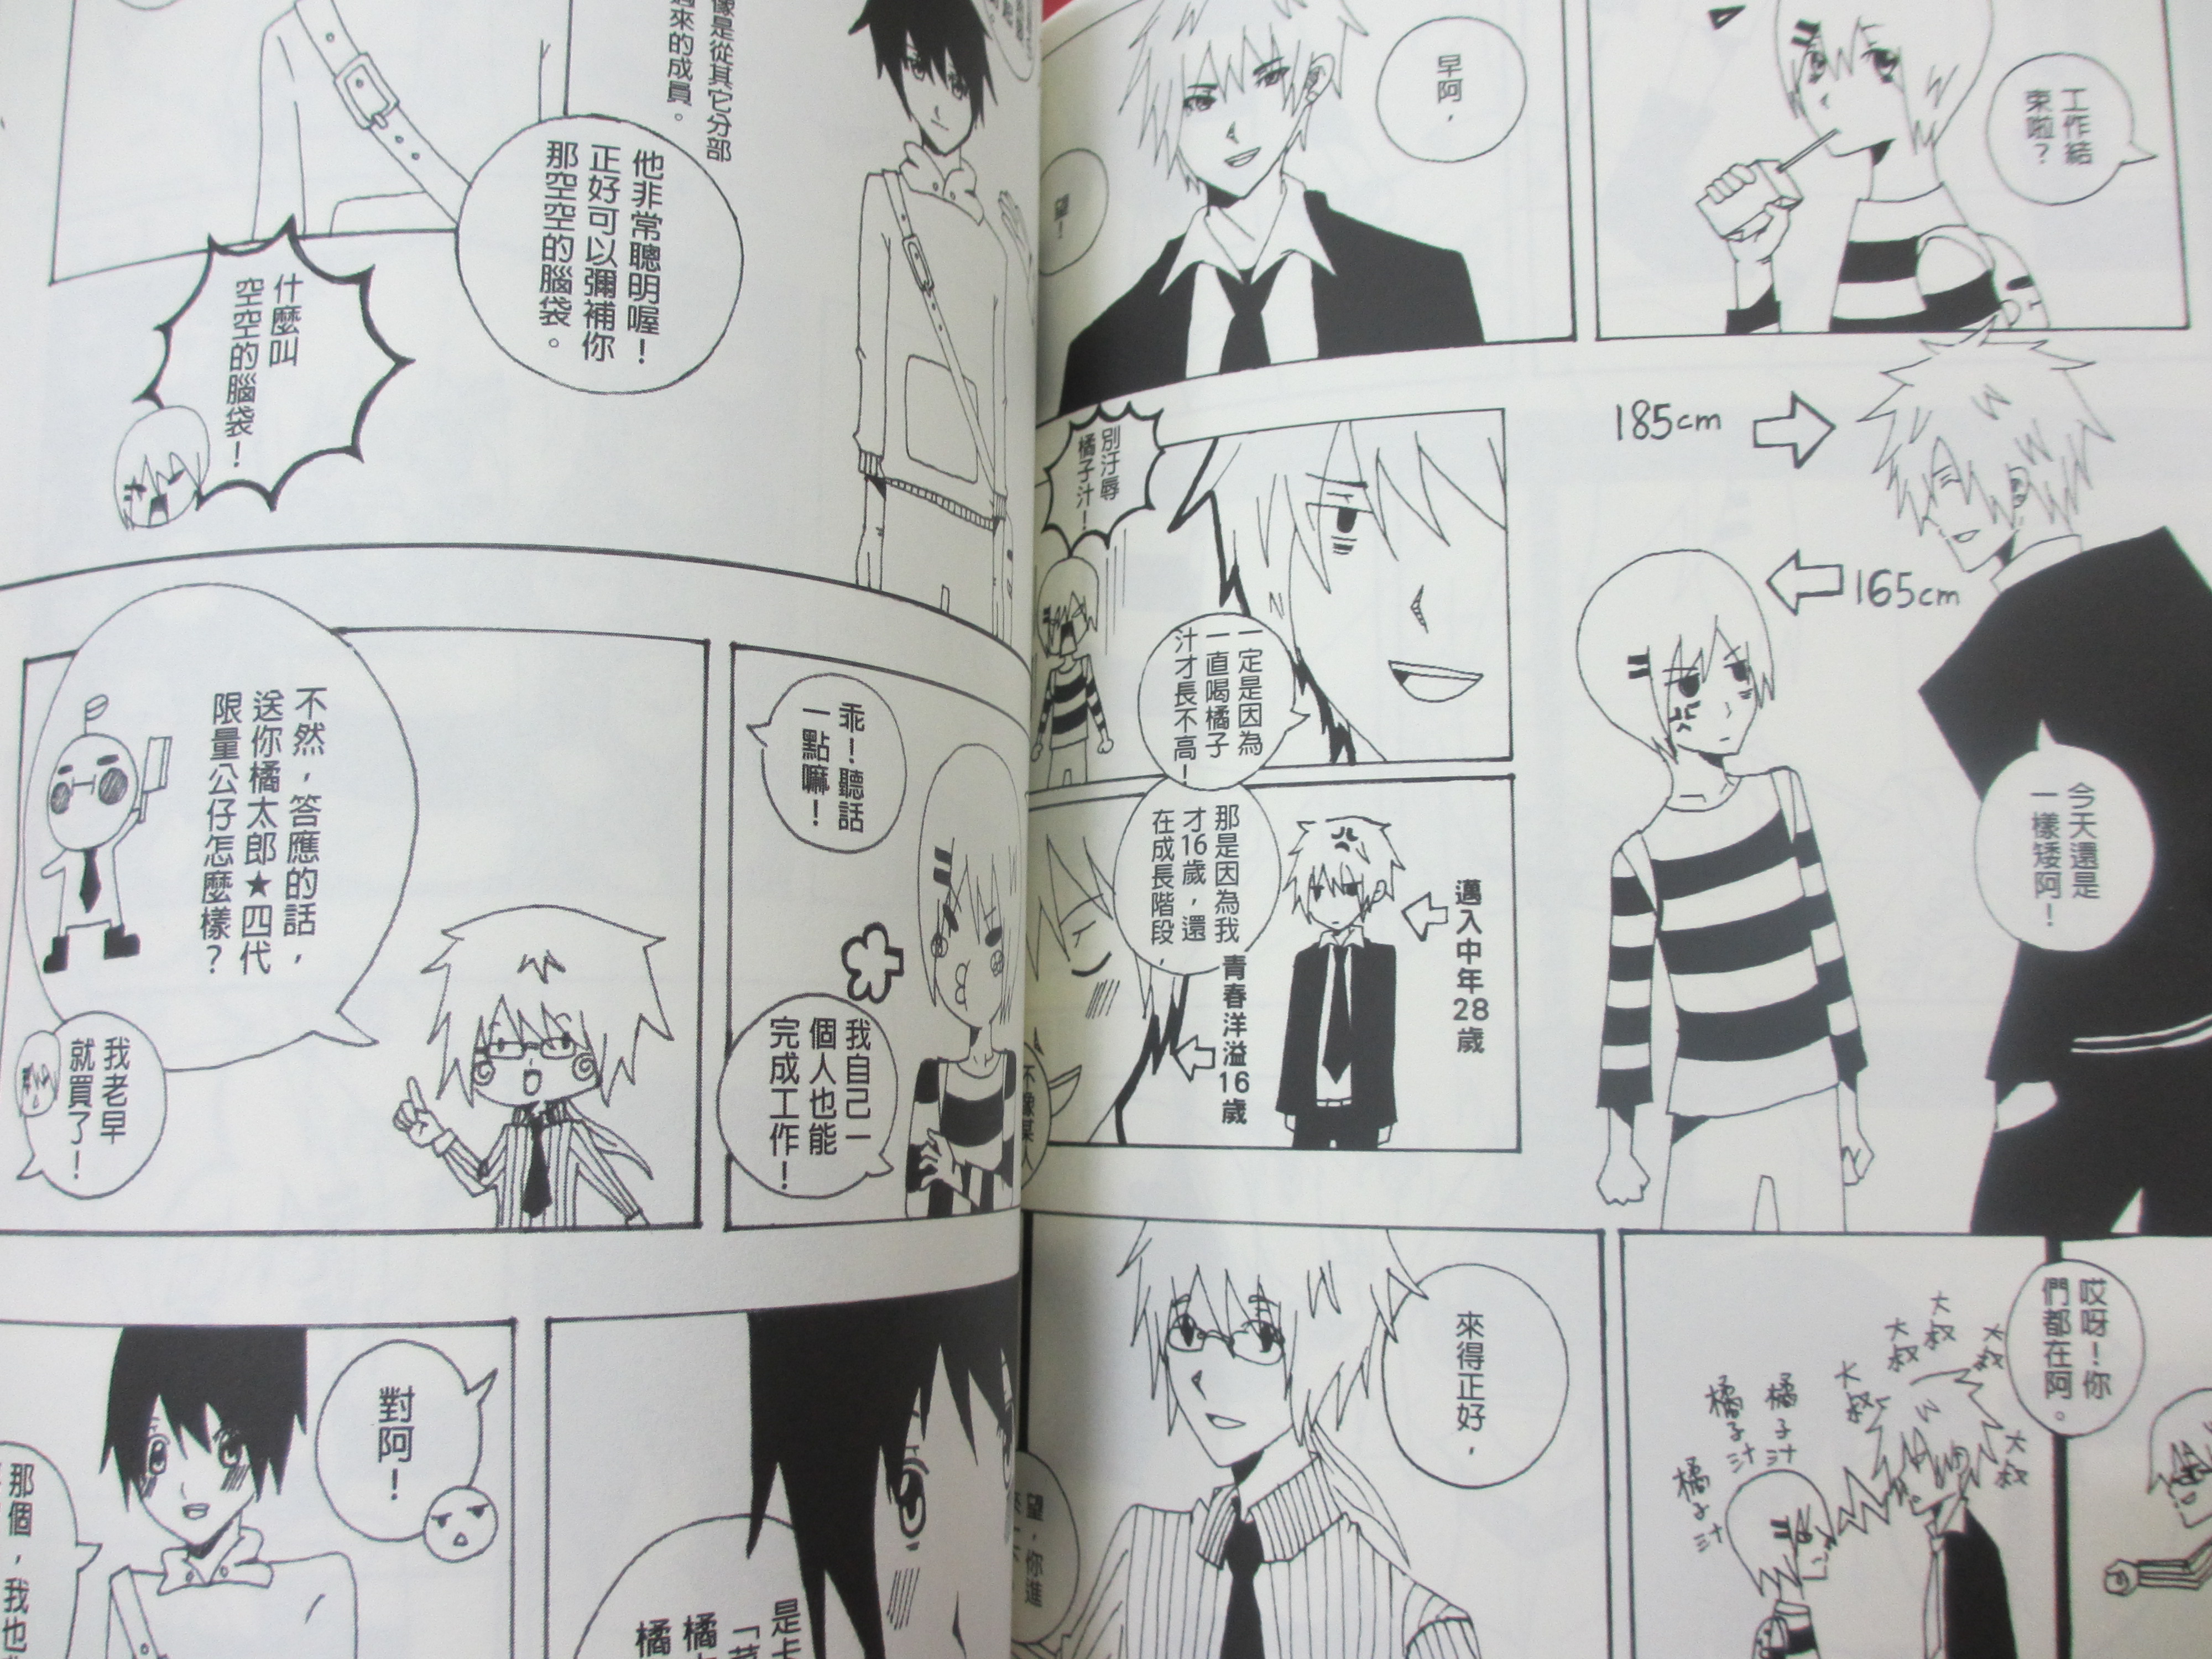 工作結
束啦？
早阿，
望！
185cm
165cm
今天還是
一樣矮阿！
一定是因為
一直喝橘子
汁才長不高！
別汙辱
橘子汁！
邁入中年28歲
那是因為我
才16歲，還
在成長階段，
青春洋溢16歲
不像某人
哎呀！你
們都在阿。
大叔
大叔
大叔
大叔
大叔
橘子汁
橘子汁
橘子汁
來得正好，
望，你進
像是從其它分部
過來的成員。
他非常聰明喔！
正好可以彌補你
那空空的腦袋。
什麼叫
空空的腦袋！
乖！聽話
一點嘛！
我自己一
個人也能
完成工作！
不然，答應的話，
送你橘太郎★四代
限量公仔怎麼樣？
我老早
就買了！
是卡
橘
橘
對阿！
那個，我也